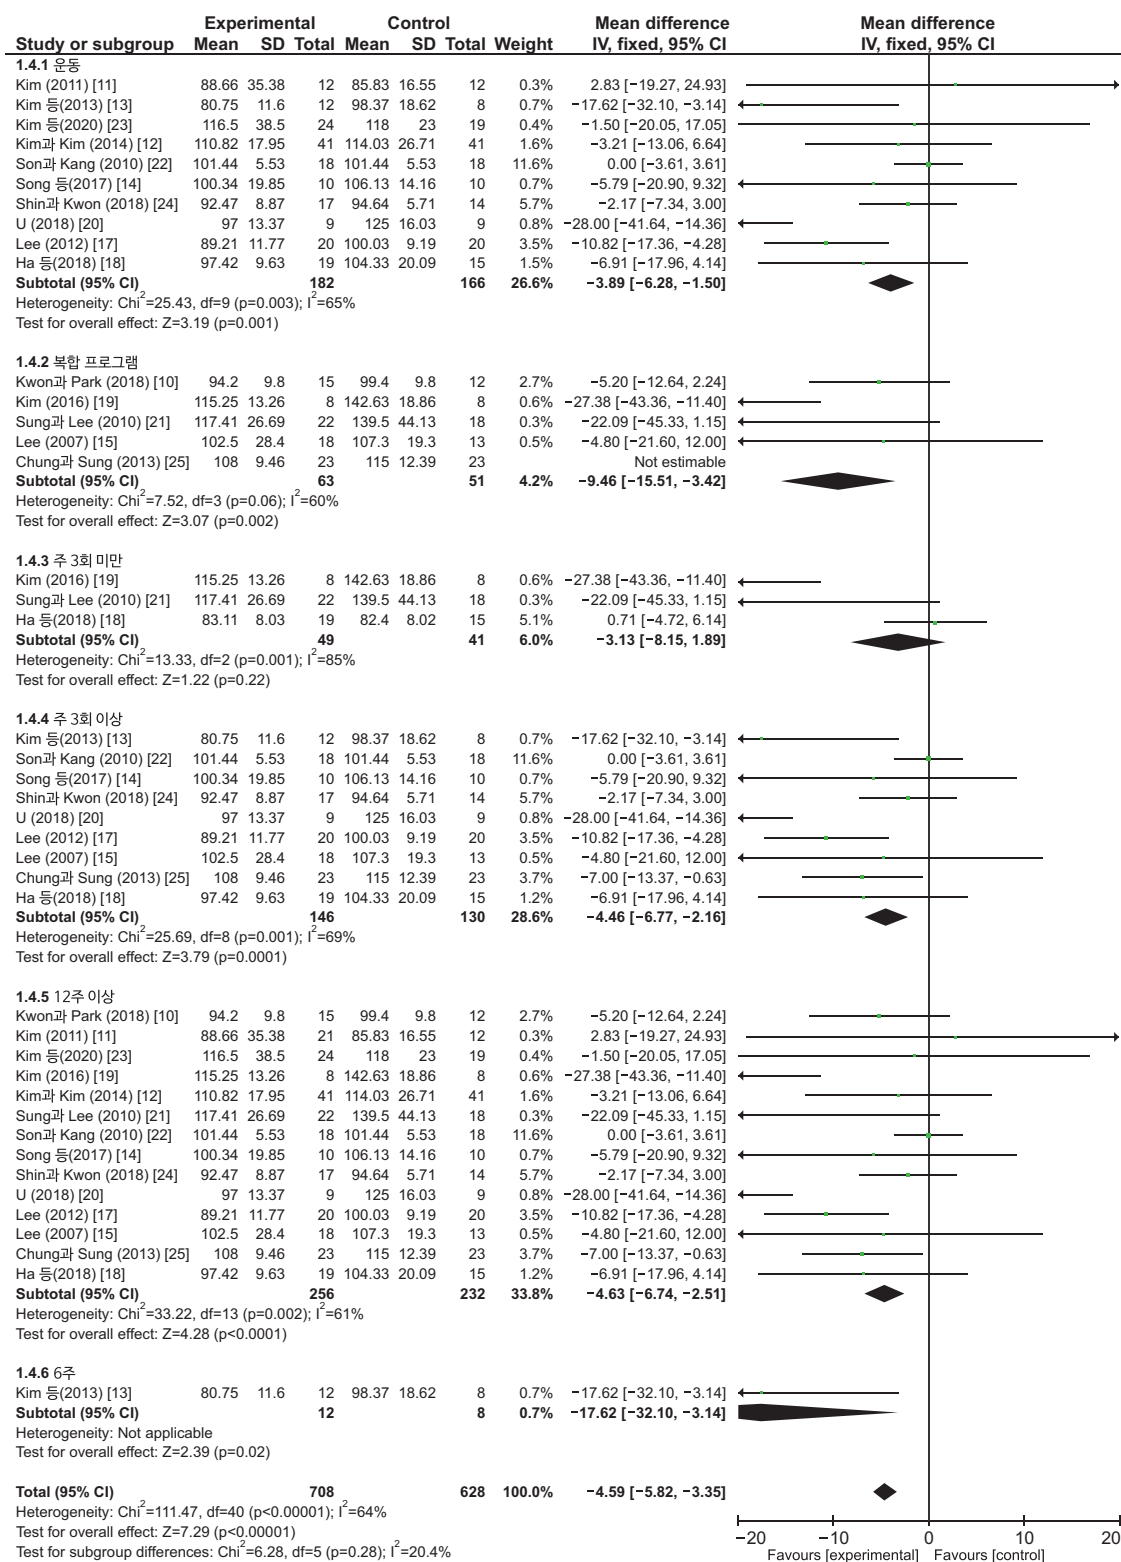 Experimental Control Mean difference Mean difference
Study or subgroup Mean SD Total Mean SD Total Weight IV, fixed, 95% CI IV, fixed, 95% CI
1.4.1 운동
Kim (2011) [11] 88.66 35.38 12 85.83 16.55 12 0.3% 2.83 [−19.27, 24.93]
Kim 등(2013) [13] 80.75 11.6 12 98.37 18.62 8 0.7% −17.62 [−32.10, −3.14]
Kim 등(2020) [23] 116.5 38.5 24 118 23 19 0.4% −1.50 [−20.05, 17.05]
Kim과 Kim (2014) [12] 110.82 17.95 41 114.03 26.71 41 1.6% −3.21 [−13.06, 6.64]
Son과 Kang (2010) [22] 101.44 5.53 18 101.44 5.53 18 11.6% 0.00 [−3.61, 3.61]
Song 등(2017) [14] 100.34 19.85 10 106.13 14.16 10 0.7% −5.79 [−20.90, 9.32]
Shin과 Kwon (2018) [24] 92.47 8.87 17 94.64 5.71 14 5.7% −2.17 [−7.34, 3.00]
U (2018) [20] 97 13.37 9 125 16.03 9 0.8% −28.00 [−41.64, −14.36]
Lee (2012) [17] 89.21 11.77 20 100.03 9.19 20 3.5% −10.82 [−17.36, −4.28]
Ha 등(2018) [18] 97.42 9.63 19 104.33 20.09 15 1.5% −6.91 [−17.96, 4.14]
Subtotal (95% CI) 182 166 26.6% −3.89 [−6.28, −1.50]
Heterogeneity: Chi²=25.43, df=9 (p=0.003); I²=65%
Test for overall effect: Z=3.19 (p=0.001)
1.4.2 복합 프로그램
Kwon과 Park (2018) [10] 94.2 9.8 15 99.4 9.8 12 2.7% −5.20 [−12.64, 2.24]
Kim (2016) [19] 115.25 13.26 8 142.63 18.86 8 0.6% −27.38 [−43.36, −11.40]
Sung과 Lee (2010) [21] 117.41 26.69 22 139.5 44.13 18 0.3% −22.09 [−45.33, 1.15]
Lee (2007) [15] 102.5 28.4 18 107.3 19.3 13 0.5% −4.80 [−21.60, 12.00]
Chung과 Sung (2013) [25] 108 9.46 23 115 12.39 23 Not estimable
Subtotal (95% CI) 63 51 4.2% −9.46 [−15.51, −3.42]
Heterogeneity: Chi²=7.52, df=3 (p=0.06); I²=60%
Test for overall effect: Z=3.07 (p=0.002)
1.4.3 주 3회 미만
Kim (2016) [19] 115.25 13.26 8 142.63 18.86 8 0.6% −27.38 [−43.36, −11.40]
Sung과 Lee (2010) [21] 117.41 26.69 22 139.5 44.13 18 0.3% −22.09 [−45.33, 1.15]
Ha 등(2018) [18] 83.11 8.03 19 82.4 8.02 15 5.1% 0.71 [−4.72, 6.14]
Subtotal (95% CI) 49 41 6.0% −3.13 [−8.15, 1.89]
Heterogeneity: Chi²=13.33, df=2 (p=0.001); I²=85%
Test for overall effect: Z=1.22 (p=0.22)
1.4.4 주 3회 이상
Kim 등(2013) [13] 80.75 11.6 12 98.37 18.62 8 0.7% −17.62 [−32.10, −3.14]
Son과 Kang (2010) [22] 101.44 5.53 18 101.44 5.53 18 11.6% 0.00 [−3.61, 3.61]
Song 등(2017) [14] 100.34 19.85 10 106.13 14.16 10 0.7% −5.79 [−20.90, 9.32]
Shin과 Kwon (2018) [24] 92.47 8.87 17 94.64 5.71 14 5.7% −2.17 [−7.34, 3.00]
U (2018) [20] 97 13.37 9 125 16.03 9 0.8% −28.00 [−41.64, −14.36]
Lee (2012) [17] 89.21 11.77 20 100.03 9.19 20 3.5% −10.82 [−17.36, −4.28]
Lee (2007) [15] 102.5 28.4 18 107.3 19.3 13 0.5% −4.80 [−21.60, 12.00]
Chung과 Sung (2013) [25] 108 9.46 23 115 12.39 23 3.7% −7.00 [−13.37, −0.63]
Ha 등(2018) [18] 97.42 9.63 19 104.33 20.09 15 1.2% −6.91 [−17.96, 4.14]
Subtotal (95% CI) 146 130 28.6% −4.46 [−6.77, −2.16]
Heterogeneity: Chi²=25.69, df=8 (p=0.001); I²=69%
Test for overall effect: Z=3.79 (p=0.0001)
1.4.5 12주 이상
Kwon과 Park (2018) [10] 94.2 9.8 15 99.4 9.8 12 2.7% −5.20 [−12.64, 2.24]
Kim (2011) [11] 88.66 35.38 21 85.83 16.55 12 0.3% 2.83 [−19.27, 24.93]
Kim 등(2020) [23] 116.5 38.5 24 118 23 19 0.4% −1.50 [−20.05, 17.05]
Kim (2016) [19] 115.25 13.26 8 142.63 18.86 8 0.6% −27.38 [−43.36, −11.40]
Kim과 Kim (2014) [12] 110.82 17.95 41 114.03 26.71 41 1.6% −3.21 [−13.06, 6.64]
Sung과 Lee (2010) [21] 117.41 26.69 22 139.5 44.13 18 0.3% −22.09 [−45.33, 1.15]
Son과 Kang (2010) [22] 101.44 5.53 18 101.44 5.53 18 11.6% 0.00 [−3.61, 3.61]
Song 등(2017) [14] 100.34 19.85 10 106.13 14.16 10 0.7% −5.79 [−20.90, 9.32]
Shin과 Kwon (2018) [24] 92.47 8.87 17 94.64 5.71 14 5.7% −2.17 [−7.34, 3.00]
U (2018) [20] 97 13.37 9 125 16.03 9 0.8% −28.00 [−41.64, −14.36]
Lee (2012) [17] 89.21 11.77 20 100.03 9.19 20 3.5% −10.82 [−17.36, −4.28]
Lee (2007) [15] 102.5 28.4 18 107.3 19.3 13 0.5% −4.80 [−21.60, 12.00]
Chung과 Sung (2013) [25] 108 9.46 23 115 12.39 23 3.7% −7.00 [−13.37, −0.63]
Ha 등(2018) [18] 97.42 9.63 19 104.33 20.09 15 1.2% −6.91 [−17.96, 4.14]
Subtotal (95% CI) 256 232 33.8% −4.63 [−6.74, −2.51]
Heterogeneity: Chi²=33.22, df=13 (p=0.002); I²=61%
Test for overall effect: Z=4.28 (p<0.0001)
1.4.6 6주
Kim 등(2013) [13] 80.75 11.6 12 98.37 18.62 8 0.7% −17.62 [−32.10, −3.14]
Subtotal (95% CI) 12 8 0.7% −17.62 [−32.10, −3.14]
Heterogeneity: Not applicable
Test for overall effect: Z=2.39 (p=0.02)
Total (95% CI) 708 628 100.0% −4.59 [−5.82, −3.35]
Heterogeneity: Chi²=111.47, df=40 (p<0.00001); I²=64%
Test for overall effect: Z=7.29 (p<0.00001)
Test for subgroup differences: Chi²=6.28, df=5 (p=0.28); I²=20.4%
−20 −10 0 10 20
Favours [experimental] Favours [control]